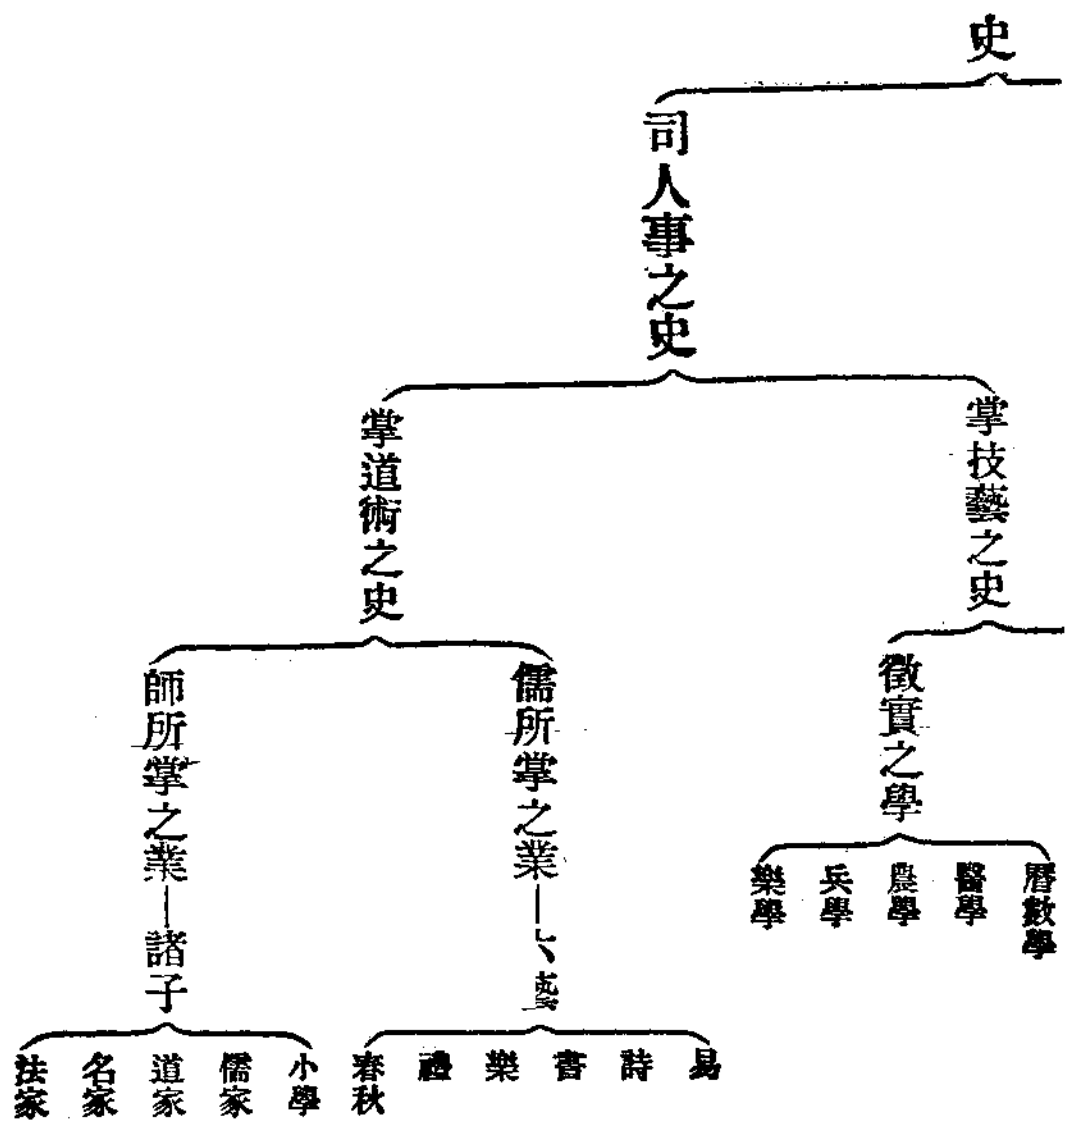 史
司人事之史
掌技藝之史
徵實之學
曆數學
醫學
農學
兵學
樂學
掌道術之史
儒所掌之業—六藝
易
詩
書
樂
禮
春秋
師所掌之業—諸子
小學
儒家
道家
名家
法家